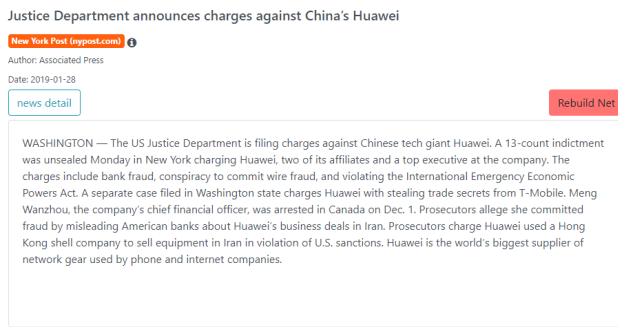 Justice Department announces charges against China's Huawei
New York Post (nypost.com)
Author: Associated Press
Date: 2019-01-28
news detail
Rebuild Net
WASHINGTON — The US Justice Department is filing charges against Chinese tech giant Huawei. A 13-count indictment
was unsealed Monday in New York charging Huawei, two of its affiliates and a top executive at the company. The
charges include bank fraud, conspiracy to commit wire fraud, and violating the International Emergency Economic
Powers Act. A separate case filed in Washington state charges Huawei with stealing trade secrets from T-Mobile. Meng
Wanzhou, the company's chief financial officer, was arrested in Canada on Dec. 1. Prosecutors allege she committed
fraud by misleading American banks about Huawei's business deals in Iran. Prosecutors charge Huawei used a Hong
Kong shell company to sell equipment in Iran in violation of U.S. sanctions. Huawei is the world's biggest supplier of
network gear used by phone and internet companies.